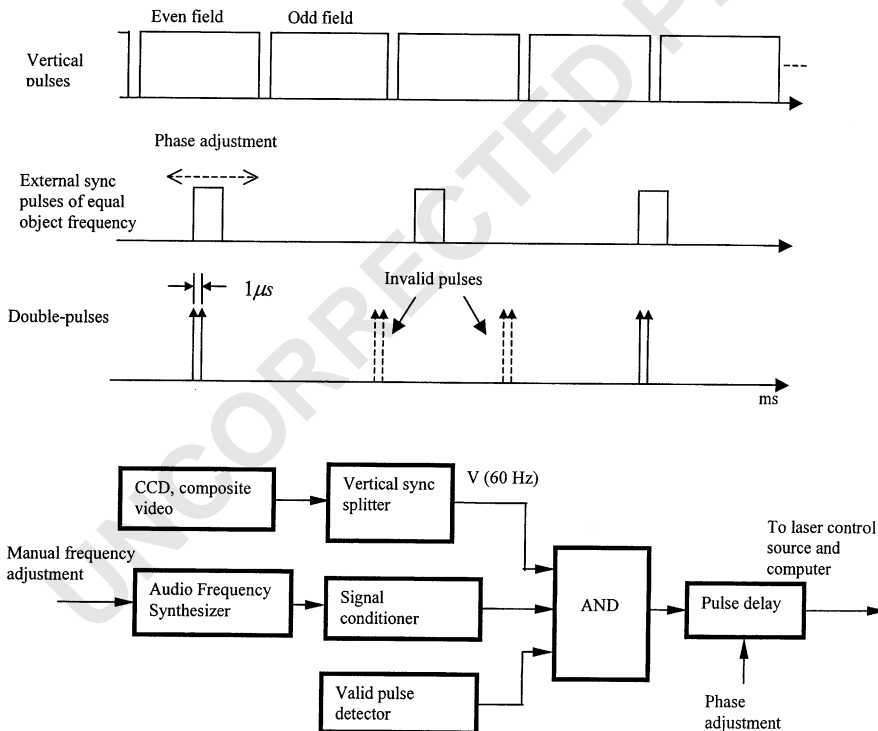 Even field
Odd field
Vertical
pulses
Phase adjustment
External sync
pulses of equal
object frequency
1μs
Invalid pulses
Double-pulses
ms
UNCORRECTED P
CCD, composite
video
Vertical sync
splitter
V (60 Hz)
Manual frequency
adjustment
Audio Frequency
Synthesizer
Signal
conditioner
AND
Pulse delay
To laser control
source and
computer
Valid pulse
detector
Phase
adjustment